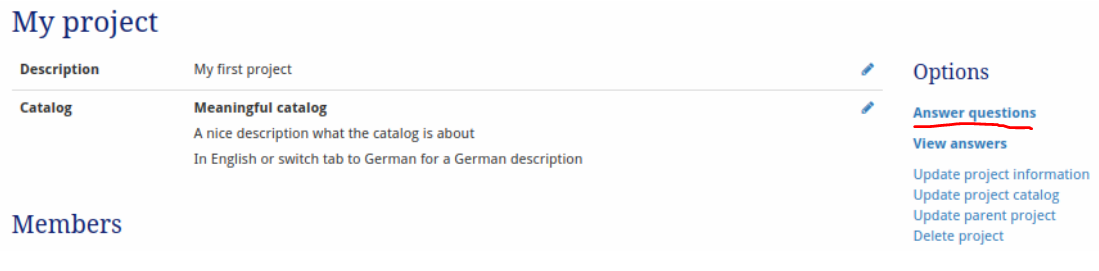 My project
Description My first project
Catalog Meaningful catalog
A nice description what the catalog is about
In English or switch tab to German for a German description
Members
Options
Answer questions
View answers
Update project information
Update project catalog
Update parent project
Delete project